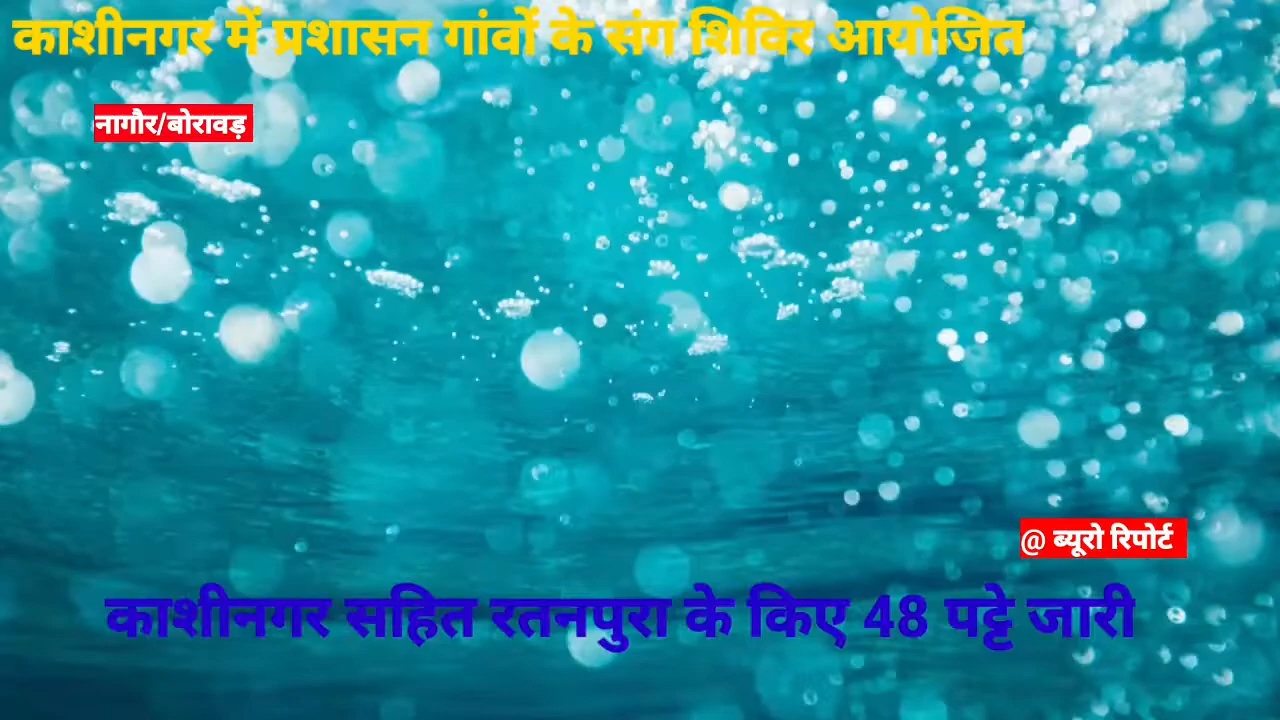 काशीनगर में प्रशासन गांवों के संग शिविर आयोजित
नागौर/बोरावड़
@ ब्यूरो रिपोर्ट
काशीनगर सहित रतनपुरा के किए 48 पट्टे जारी